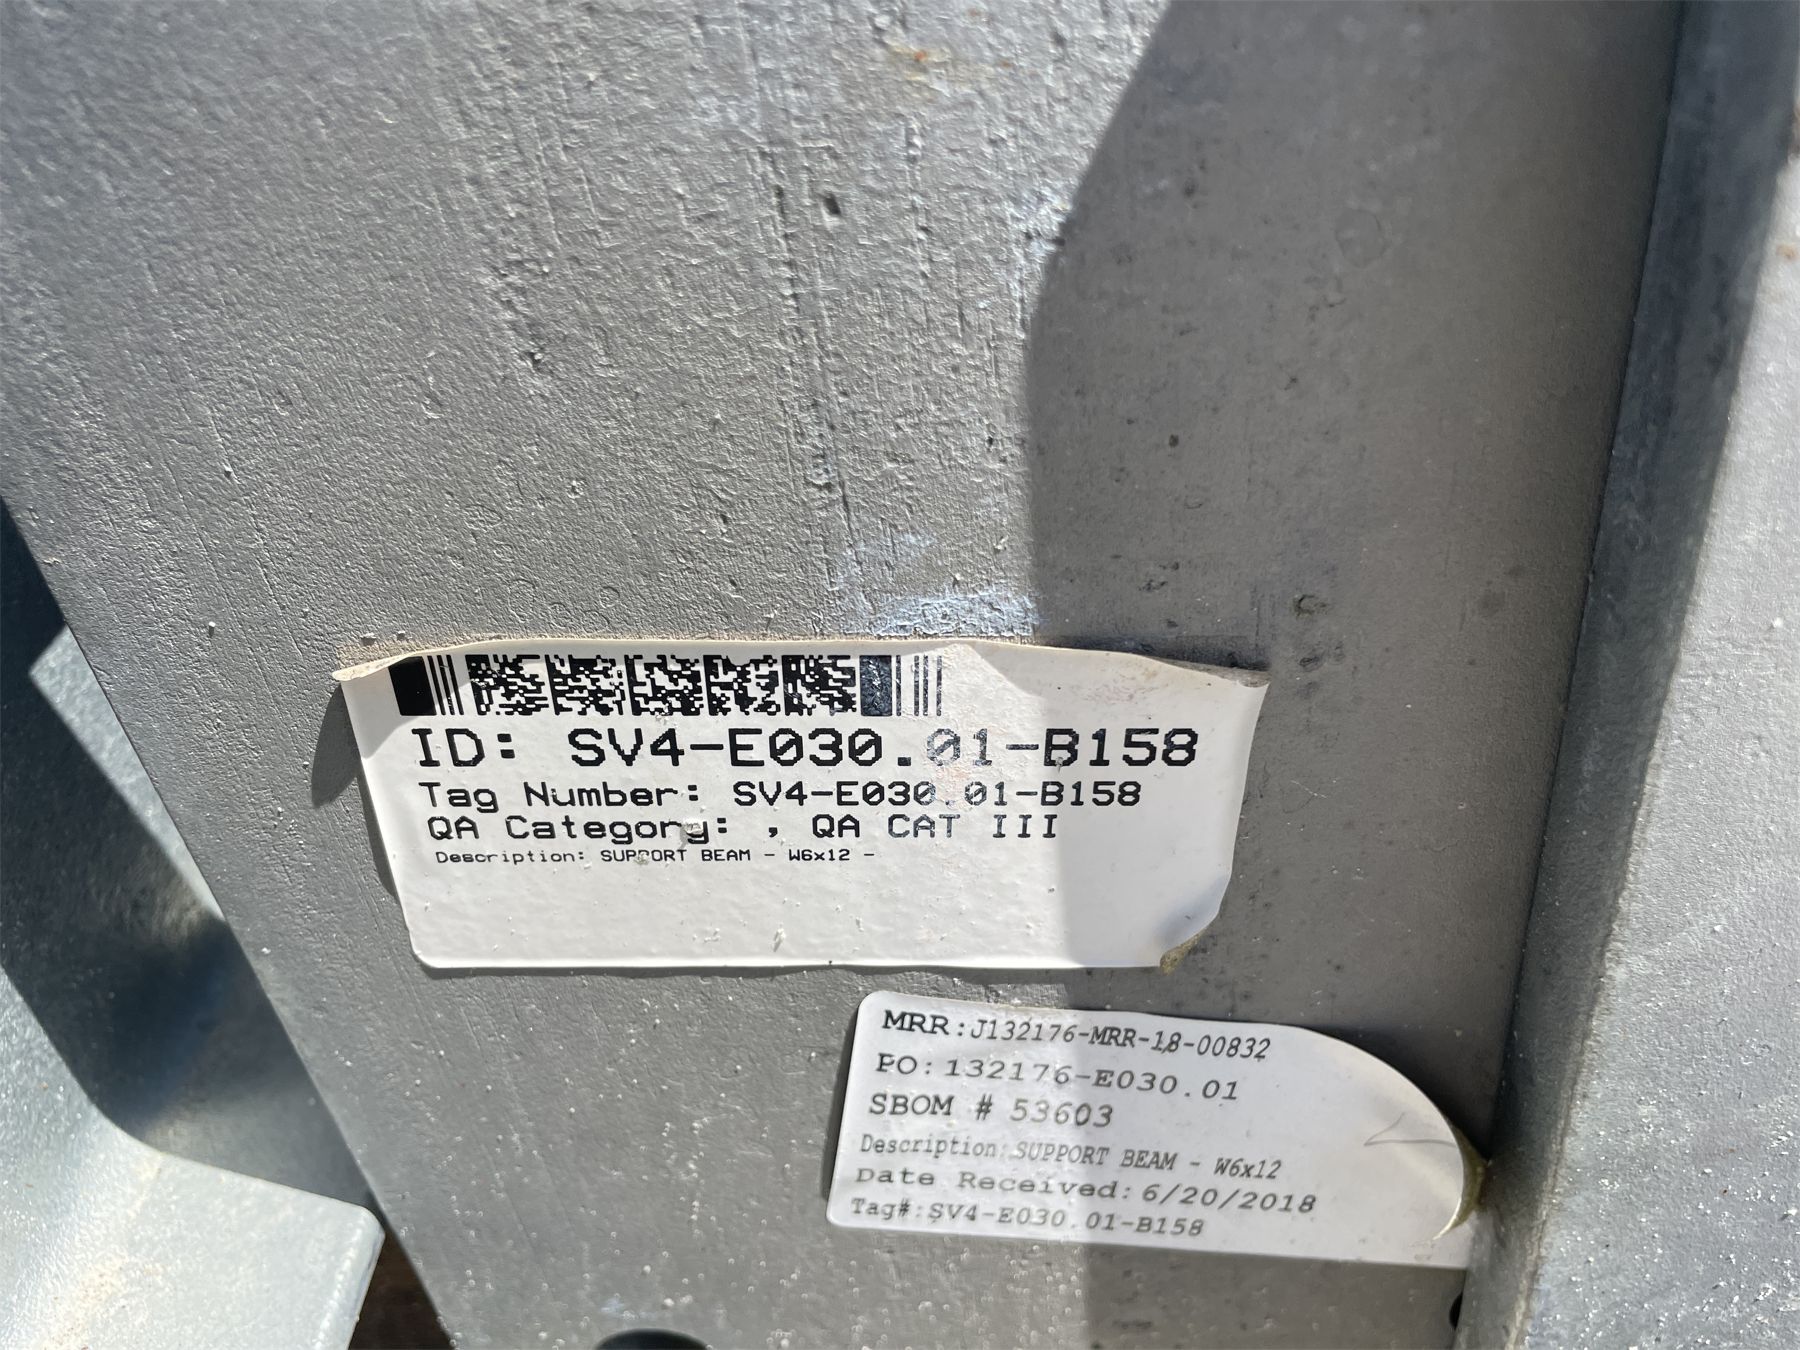 ID: SV4-E030.01-B158
Tag Number: SV4-E030.01-B158
QA Category: , QA CAT III
Description: SUPPORT BEAM - W6x12 -
MRR:J132176-MRR-18-00832
PO:132176-E030.01
SBOM # 53603
Description:SUPPORT BEAM - W6x12
Date Received:6/20/2018
Tag#:SV4-E030.01-B158